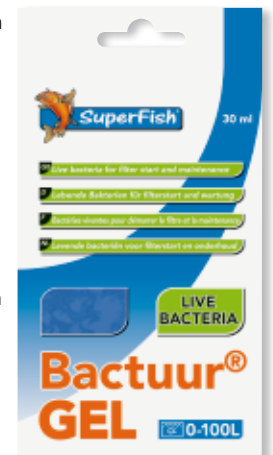 SuperFish
30 ml
Live bacteria for filter start and maintenance
Lebende Bakterien für filterstart und wartung
Bactéries vivantes pour démarrer le filtre et la maintenance
Levende bacteriën voor filterstart en onderhoud
LIVE
BACTERIA
Bactuur®
GEL
0-100L